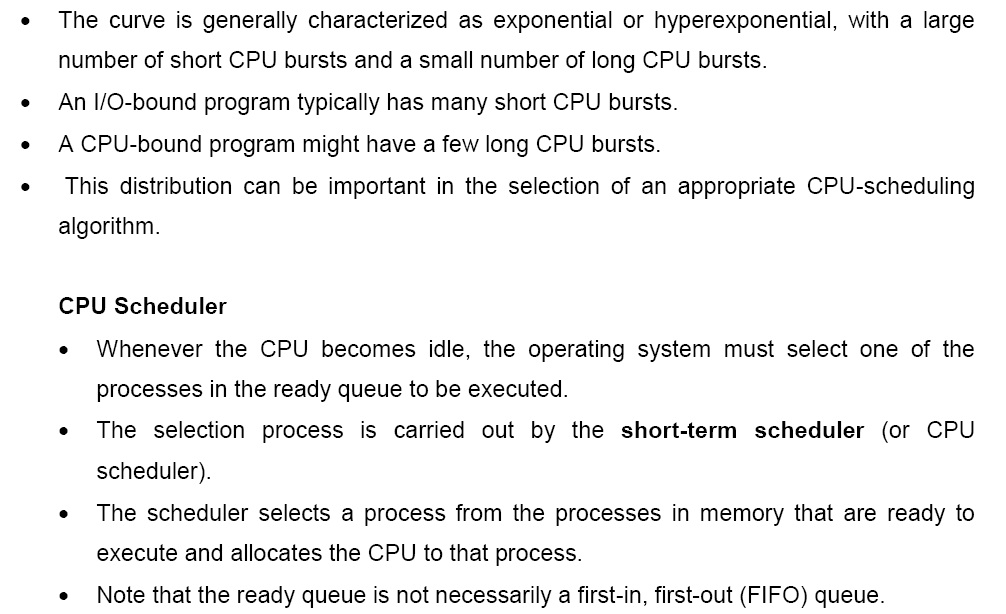 • The curve is generally characterized as exponential or hyperexponential, with a large
number of short CPU bursts and a small number of long CPU bursts.
• An I/O-bound program typically has many short CPU bursts.
• A CPU-bound program might have a few long CPU bursts.
• This distribution can be important in the selection of an appropriate CPU-scheduling
algorithm.
CPU Scheduler
• Whenever the CPU becomes idle, the operating system must select one of the
processes in the ready queue to be executed.
• The selection process is carried out by the short-term scheduler (or CPU
scheduler).
• The scheduler selects a process from the processes in memory that are ready to
execute and allocates the CPU to that process.
• Note that the ready queue is not necessarily a first-in, first-out (FIFO) queue.